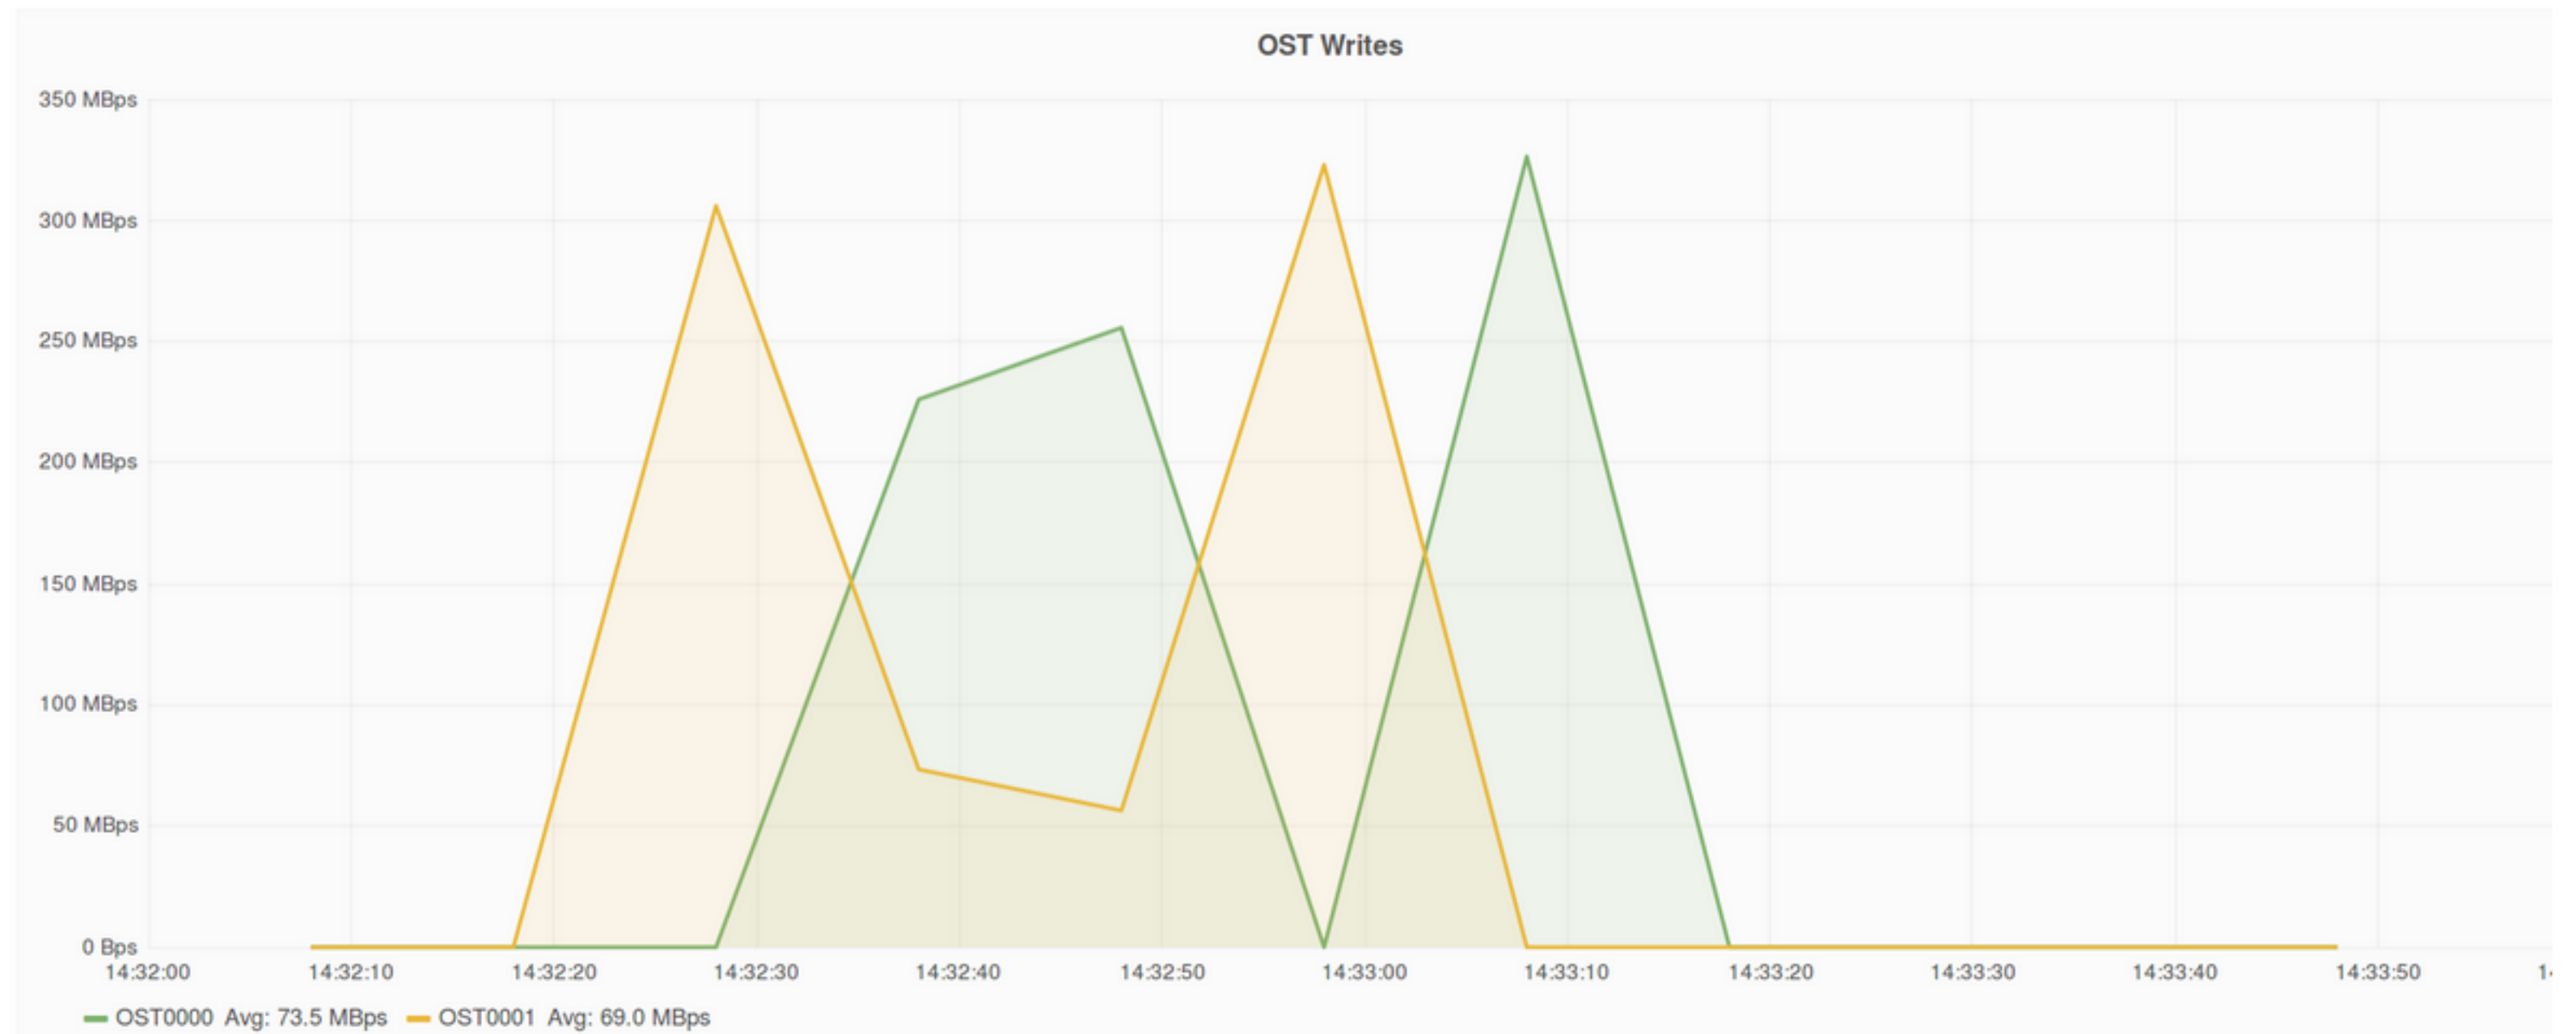 OST Writes
350 MBps
300 MBps
250 MBps
200 MBps
150 MBps
100 MBps
50 MBps
0 Bps
14:32:00 14:32:10 14:32:20 14:32:30 14:32:40 14:32:50 14:33:00 14:33:10 14:33:20 14:33:30 14:33:40 14:33:50
OST0000 Avg: 73.5 MBps OST0001 Avg: 69.0 MBps